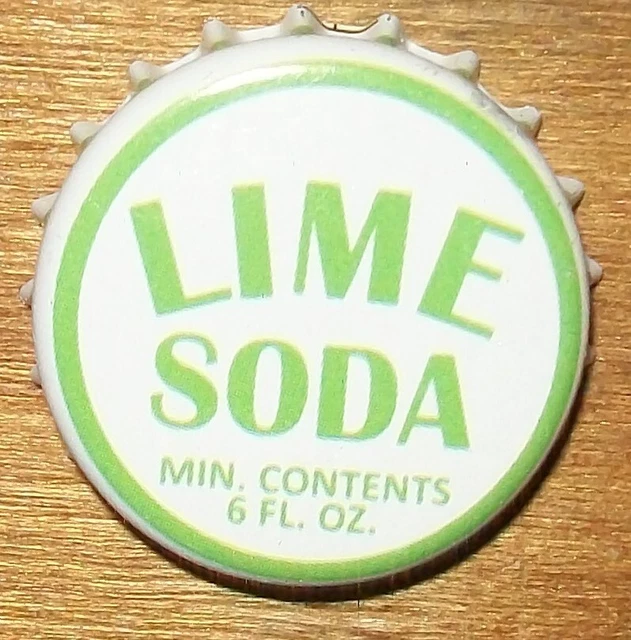 LIME
SODA
MIN. CONTENTS
6 FL. OZ.